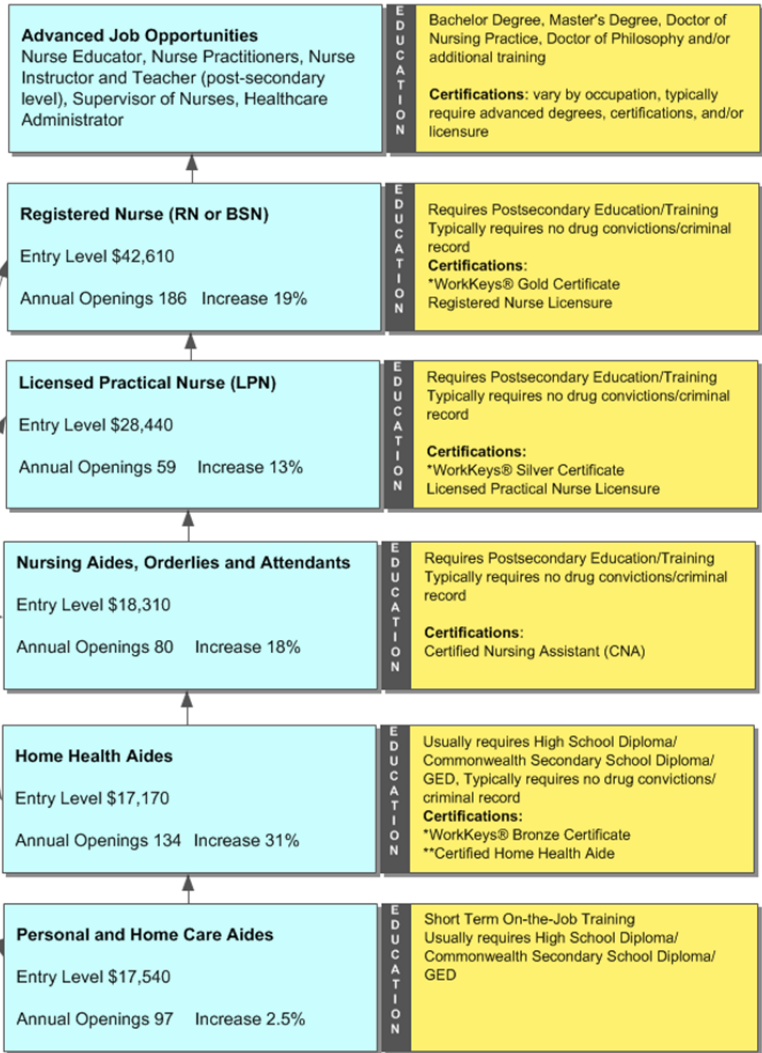 Advanced Job Opportunities
Nurse Educator, Nurse Practitioners, Nurse
Instructor and Teacher (post-secondary
level), Supervisor of Nurses, Healthcare
Administrator
EDUCATION
Bachelor Degree, Master's Degree, Doctor of
Nursing Practice, Doctor of Philosophy and/or
additional training
Certifications: vary by occupation, typically
require advanced degrees, certifications, and/or
licensure
Registered Nurse (RN or BSN)
Entry Level $42,610
Annual Openings 186 Increase 19%
EDUCATION
Requires Postsecondary Education/Training
Typically requires no drug convictions/criminal
record
Certifications:
*WorkKeys® Gold Certificate
Registered Nurse Licensure
Licensed Practical Nurse (LPN)
Entry Level $28,440
Annual Openings 59 Increase 13%
EDUCATION
Requires Postsecondary Education/Training
Typically requires no drug convictions/criminal
record
Certifications:
*WorkKeys® Silver Certificate
Licensed Practical Nurse Licensure
Nursing Aides, Orderlies and Attendants
Entry Level $18,310
Annual Openings 80 Increase 18%
EDUCATION
Requires Postsecondary Education/Training
Typically requires no drug convictions/criminal
record
Certifications:
Certified Nursing Assistant (CNA)
Home Health Aides
Entry Level $17,170
Annual Openings 134 Increase 31%
EDUCATION
Usually requires High School Diploma/
Commonwealth Secondary School Diploma/
GED, Typically requires no drug convictions/
criminal record
Certifications:
*WorkKeys® Bronze Certificate
**Certified Home Health Aide
Personal and Home Care Aides
Entry Level $17,540
Annual Openings 97 Increase 2.5%
EDUCATION
Short Term On-the-Job Training
Usually requires High School Diploma/
Commonwealth Secondary School Diploma/
GED